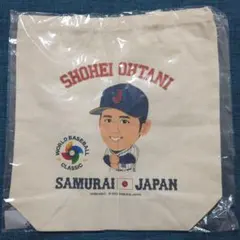 SHOHEI OHTANI
J
WORLD BASEBALL
CLASSIC
SAMURAI JAPAN